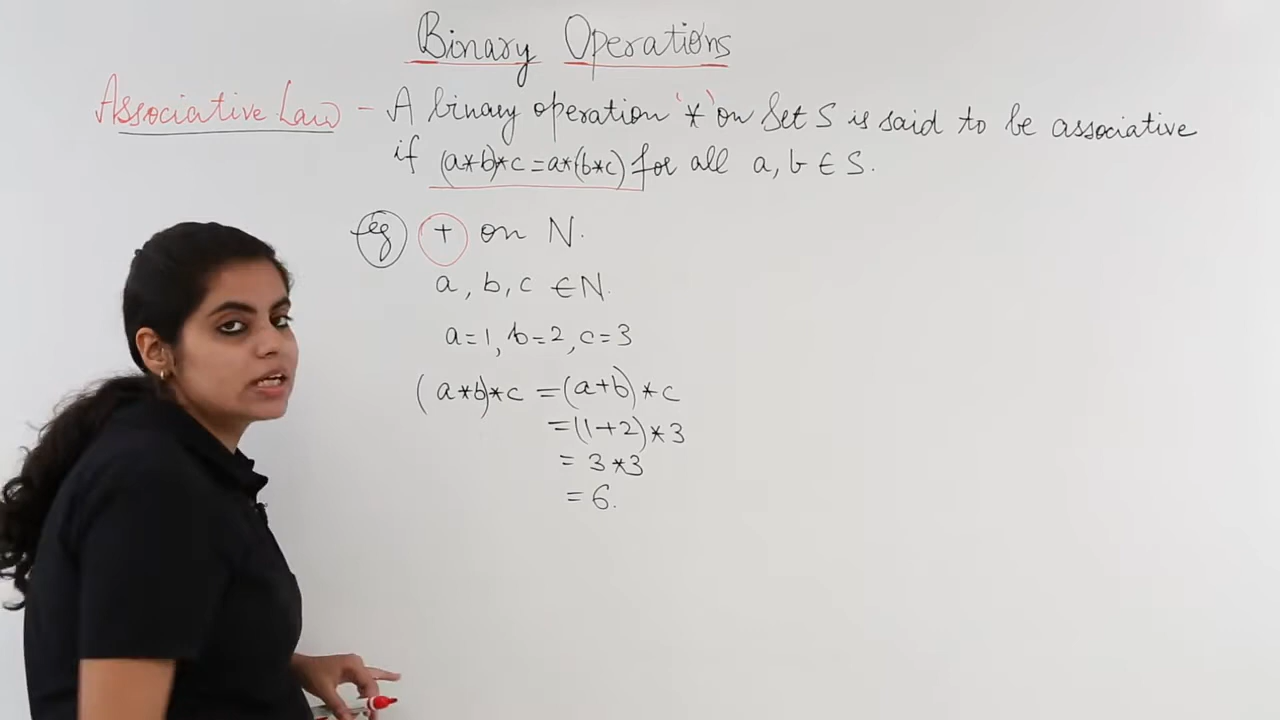 Binary Operations
Associative Law - A binary operation '*' on Set S is said to be associative
if (a*b)*c=a*(b*c) for all a, b ∈ S.
eg + on N.
a, b, c ∈ N.
a=1, b=2, c=3
(a*b)*c = (a+b)*c
=(1+2)*3
= 3*3
= 6.